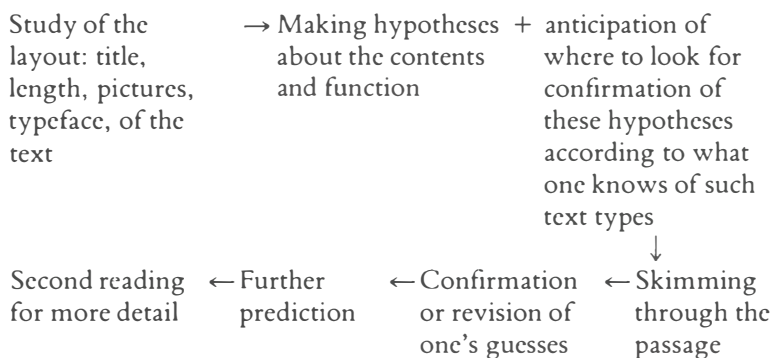 Study of the → Making hypotheses + anticipation of
layout: title, about the contents where to look for
length, pictures, and function confirmation of
typeface, of the these hypotheses
text according to what
one knows of such
text types
↓
Second reading ← Further ← Confirmation ← Skimming
for more detail prediction or revision of through the
one's guesses passage